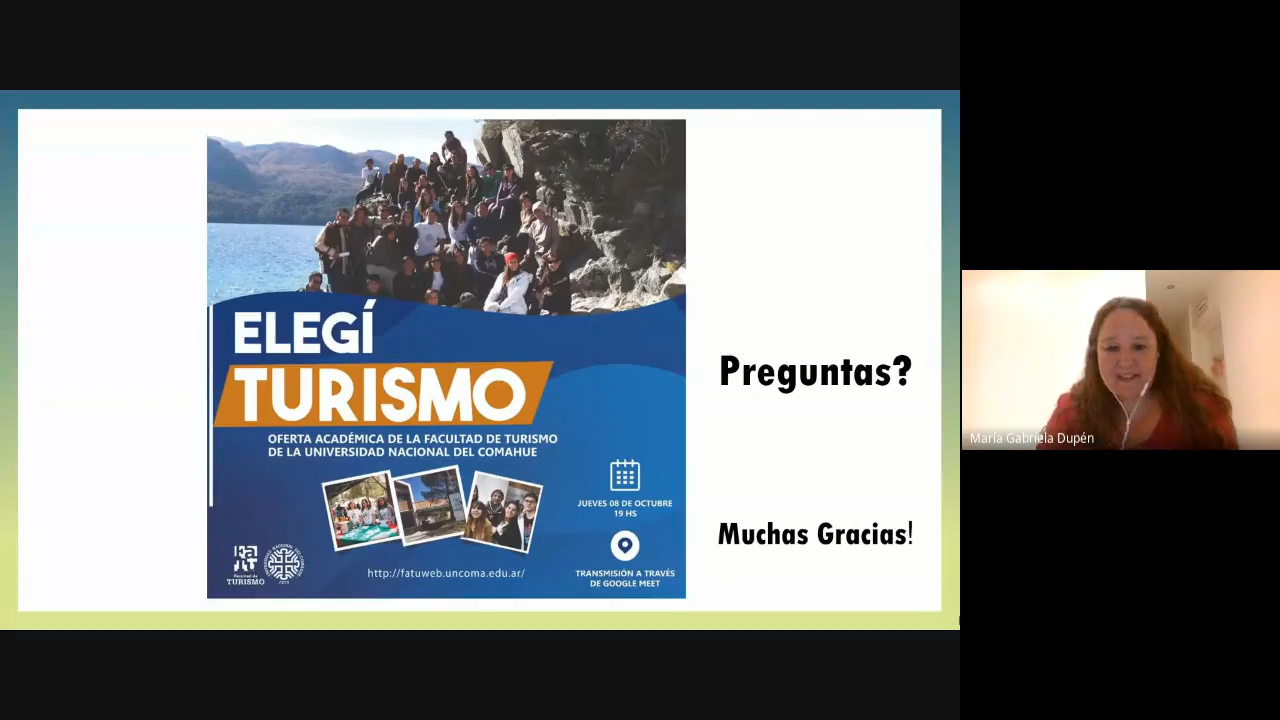 ELEGÍ
TURISMO
OFERTA ACADÉMICA DE LA FACULTAD DE TURISMO
DE LA UNIVERSIDAD NACIONAL DEL COMAHUE
JUEVES 08 DE OCTUBRE
19 HS
TRANSMISIÓN A TRAVÉS
DE GOOGLE MEET
http://fatuweb.uncoma.edu.ar/
Facultad de
TURISMO
Preguntas?
Muchas Gracias!
María Gabriela Dupén